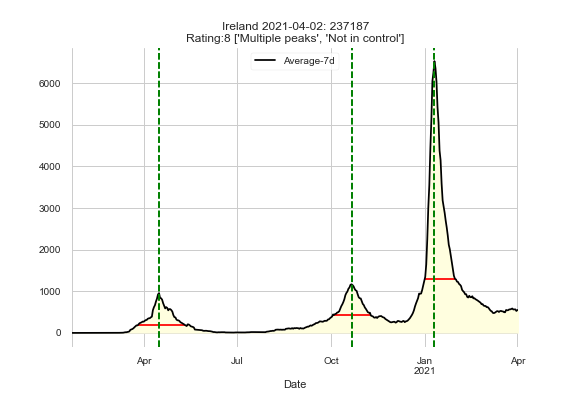 Ireland 2021-04-02: 237187
Rating:8 ['Multiple peaks', 'Not in control']
Average-7d
6000
5000
4000
3000
2000
1000
0
Apr Jul Oct Jan Apr
2021
Date